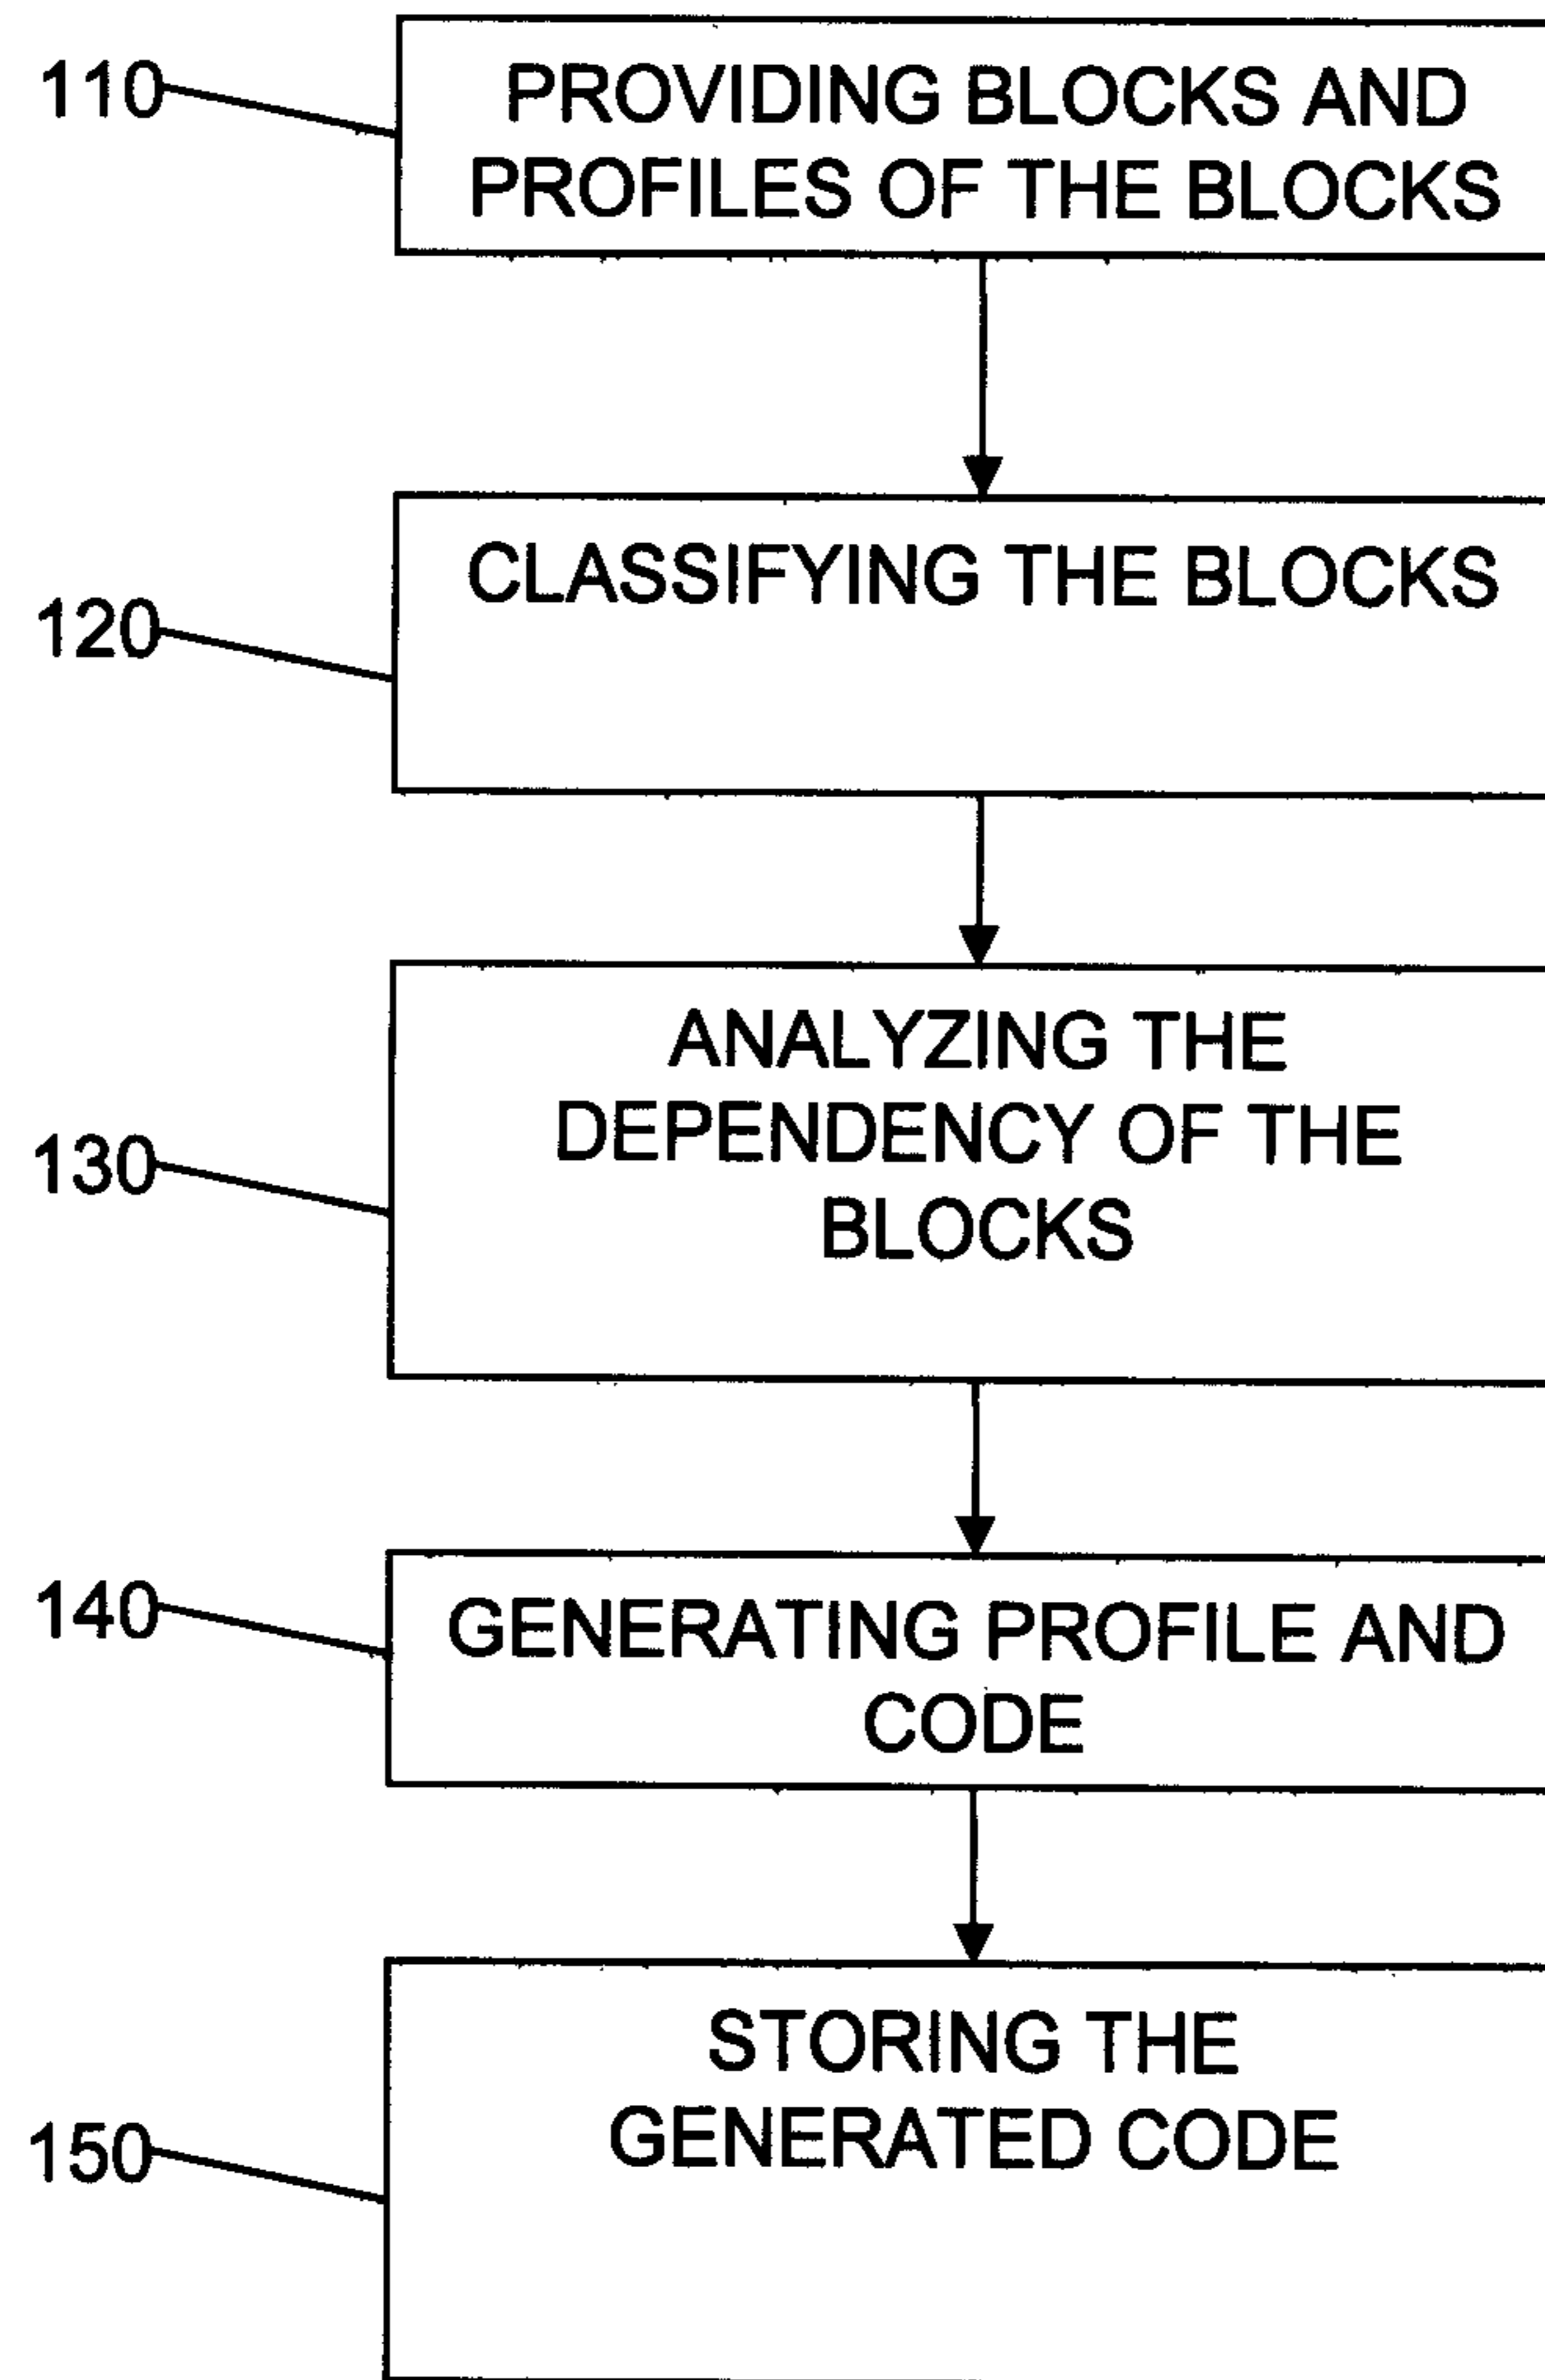 110
PROVIDING BLOCKS AND
PROFILES OF THE BLOCKS
120
CLASSIFYING THE BLOCKS
130
ANALYZING THE
DEPENDENCY OF THE
BLOCKS
140
GENERATING PROFILE AND
CODE
150
STORING THE
GENERATED CODE